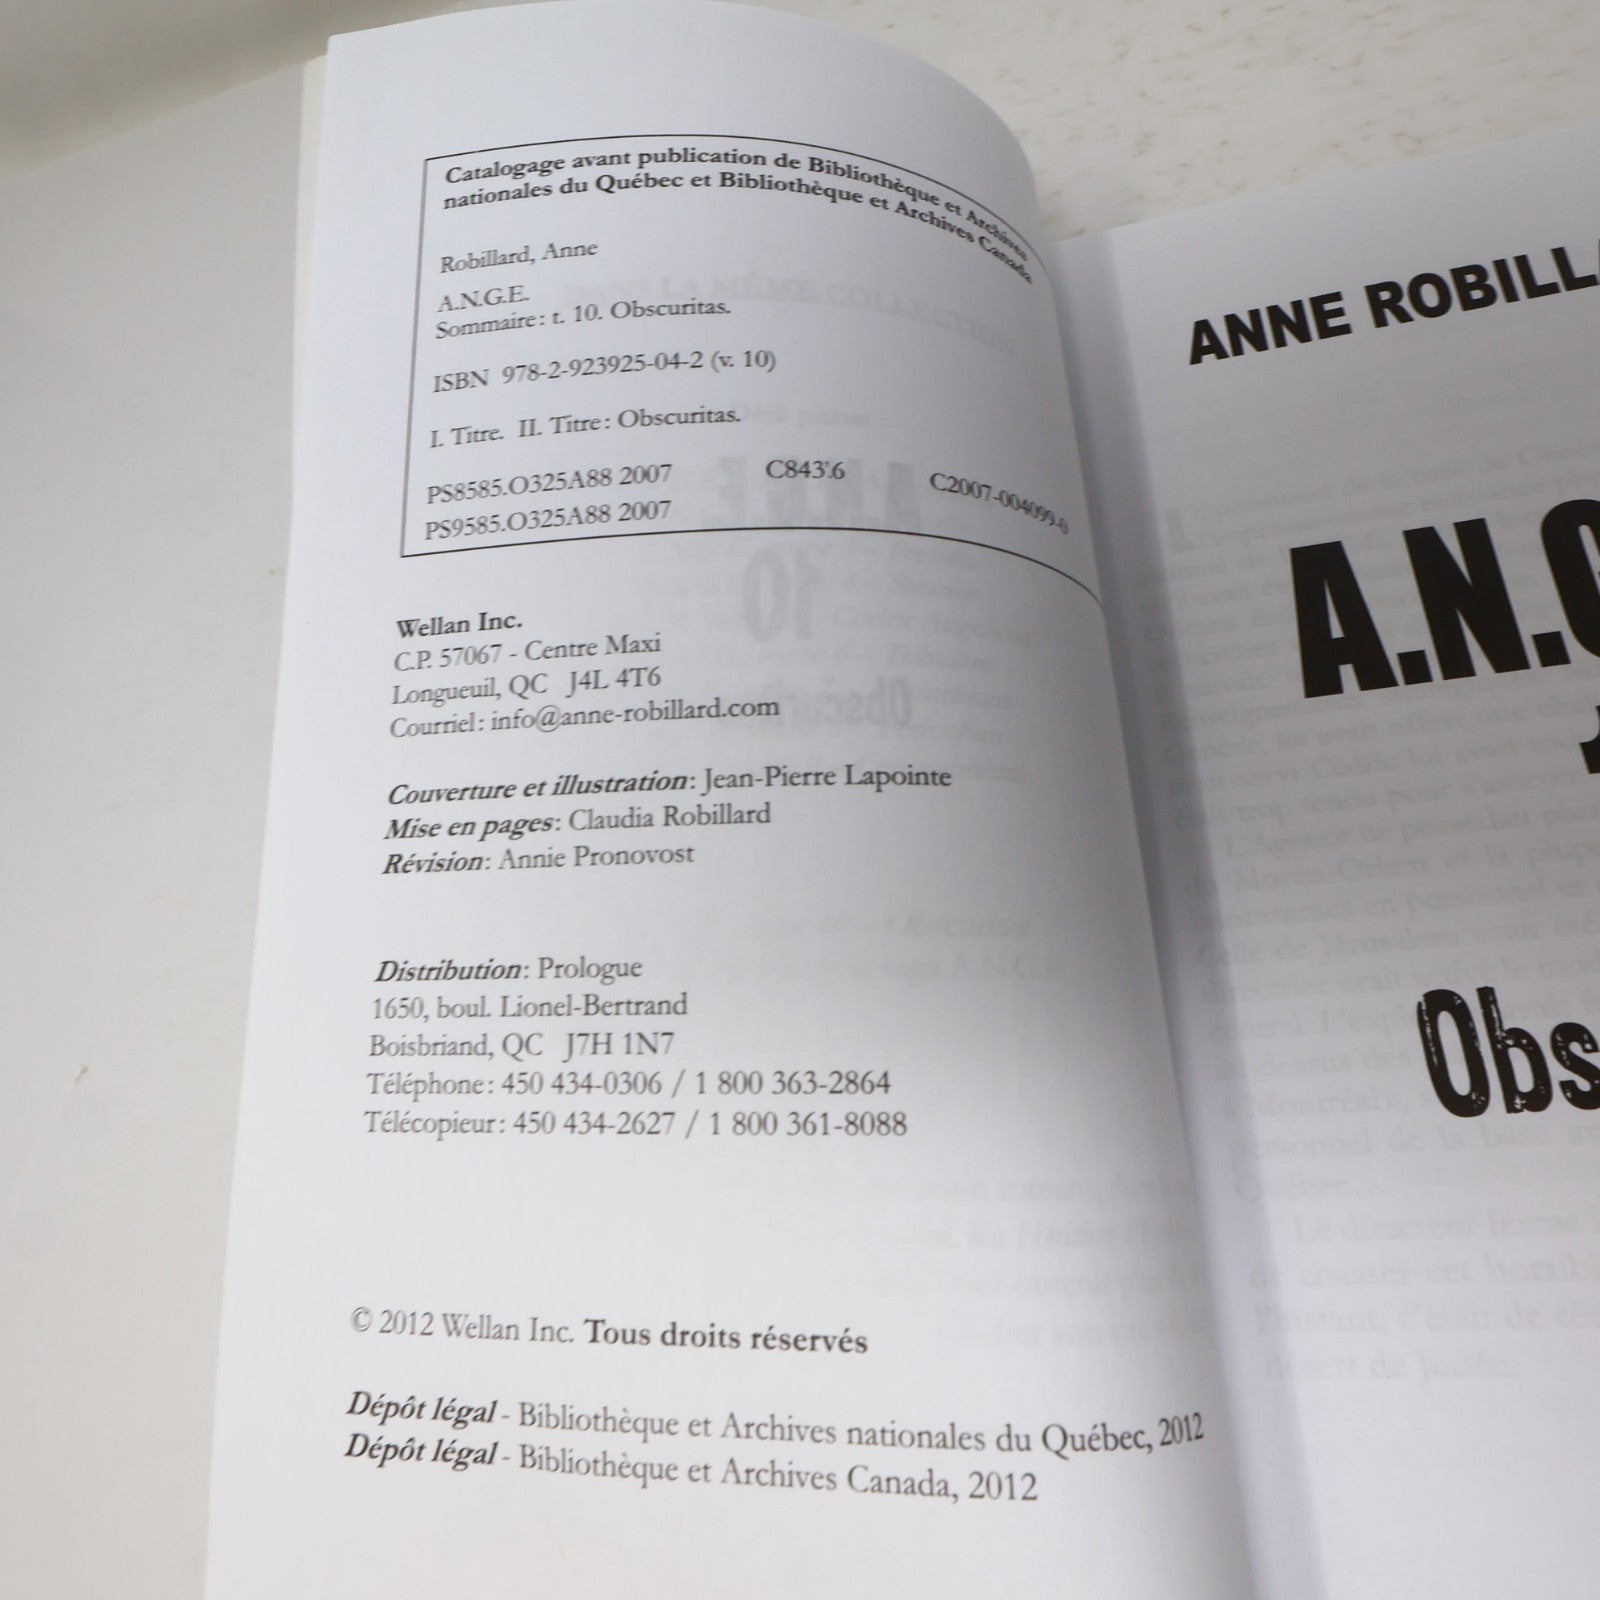 Catalogage avant publication de Bibliothèque et Archives
nationales du Québec et Bibliothèque et Archives Canada
Robillard, Anne
A.N.G.E.
Sommaire : t. 10. Obscuritas.
ISBN 978-2-923925-04-2 (v. 10)
I. Titre. II. Titre : Obscuritas.
PS8585.O325A88 2007 C843'.6 C2007-004099-0
PS9585.O325A88 2007
Wellan Inc.
C.P. 57067 - Centre Maxi
Longueuil, QC J4L 4T6
Courriel : info@anne-robillard.com
Couverture et illustration : Jean-Pierre Lapointe
Mise en pages : Claudia Robillard
Révision : Annie Pronovost
Distribution : Prologue
1650, boul. Lionel-Bertrand
Boisbriand, QC J7H 1N7
Téléphone : 450 434-0306 / 1 800 363-2864
Télécopieur : 450 434-2627 / 1 800 361-8088
© 2012 Wellan Inc. Tous droits réservés
Dépôt légal - Bibliothèque et Archives nationales du Québec, 2012
Dépôt légal - Bibliothèque et Archives Canada, 2012
ANNE ROBILLA
A.N.G
Obs